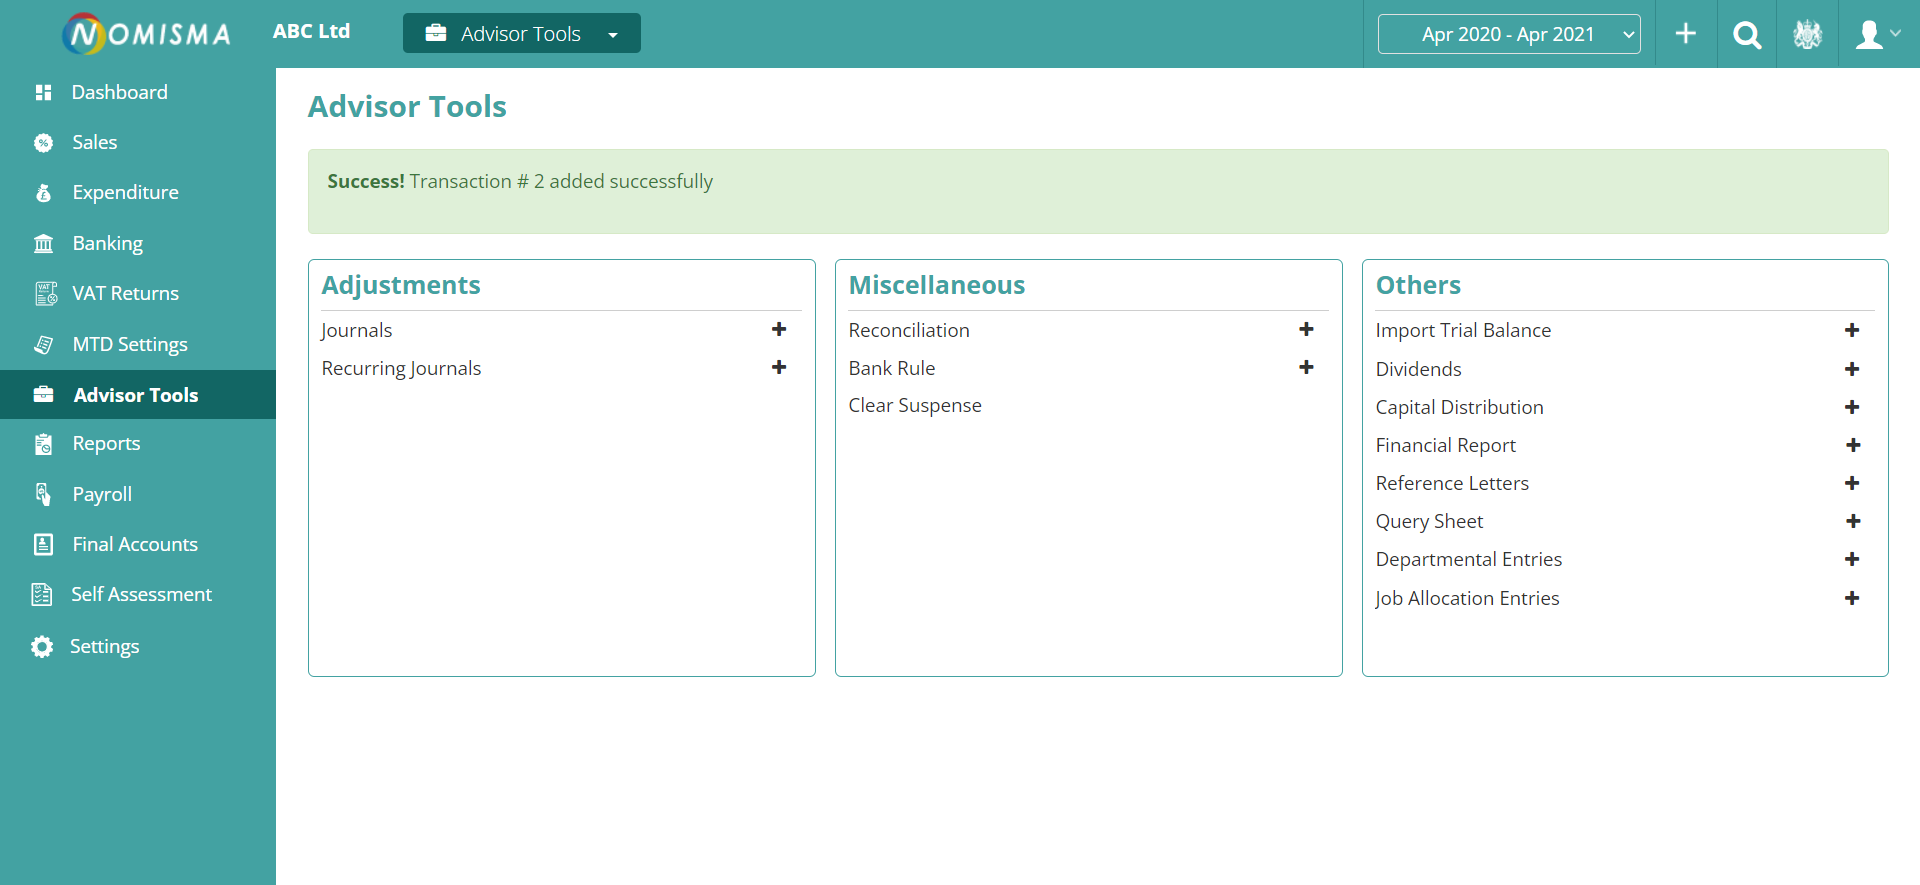 NOMISMA
ABC Ltd
Advisor Tools
Apr 2020 - Apr 2021
Dashboard
Sales
Expenditure
Banking
VAT Returns
MTD Settings
Advisor Tools
Reports
Payroll
Final Accounts
Self Assessment
Settings
Advisor Tools
Success! Transaction # 2 added successfully
Adjustments
Journals
Recurring Journals
Miscellaneous
Reconciliation
Bank Rule
Clear Suspense
Others
Import Trial Balance
Dividends
Capital Distribution
Financial Report
Reference Letters
Query Sheet
Departmental Entries
Job Allocation Entries